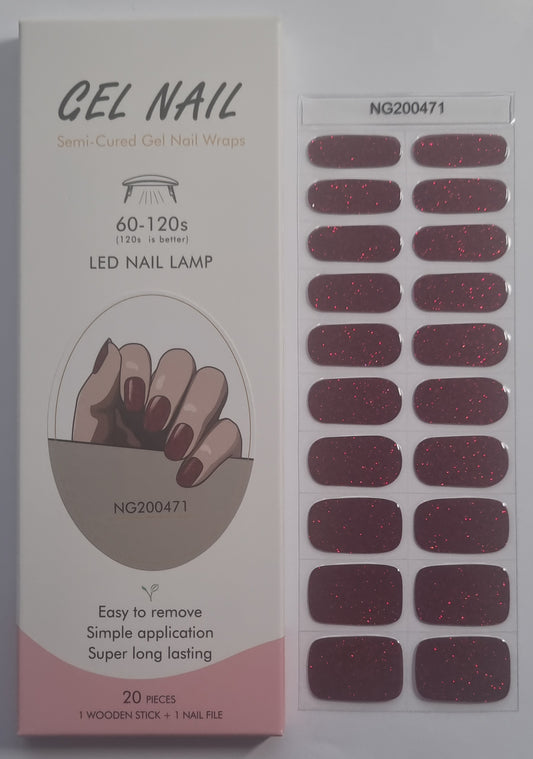 GEL NAIL
Semi-Cured Gel Nail Wraps
60-120s
(120s is better)
LED NAIL LAMP
NG200471
Easy to remove
Simple application
Super long lasting
20 PIECES
1 WOODEN STICK + 1 NAIL FILE
NG200471